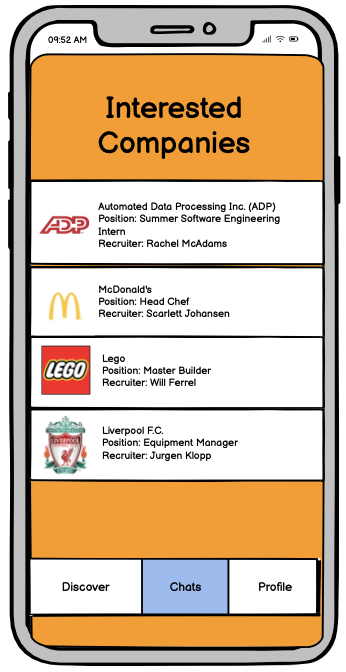 09:52 AM
Interested
Companies
ADP
Automated Data Processing Inc. (ADP)
Position: Summer Software Engineering
Intern
Recruiter: Rachel McAdams
McDonald's
Position: Head Chef
Recruiter: Scarlett Johansen
LEGO
Lego
Position: Master Builder
Recruiter: Will Ferrel
LIVERPOOL
Liverpool F.C.
Position: Equipment Manager
Recruiter: Jurgen Klopp
Discover
Chats
Profile